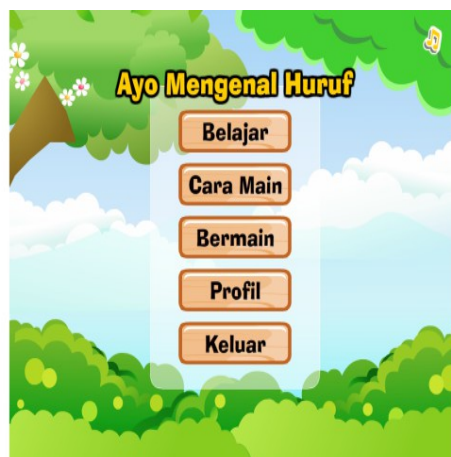 Ayo Mengenal Huruf
Belajar
Cara Main
Bermain
Profil
Keluar